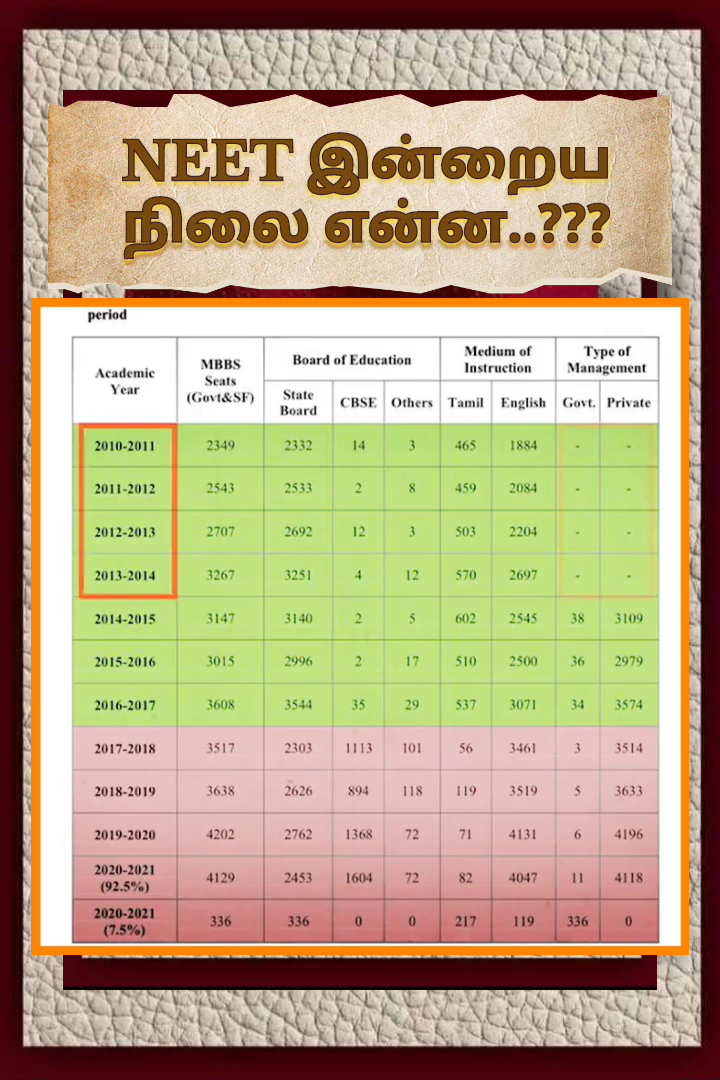 NEET இன்றைய
நிலை என்ன..???
period
Academic Year MBBS Seats (Govt&SF) Board of Education Medium of Instruction Type of Management
State Board CBSE Others Tamil English Govt. Private
2010-2011 2349 2332 14 3 465 1884 - -
2011-2012 2543 2533 2 8 459 2084 - -
2012-2013 2707 2692 12 3 503 2204 - -
2013-2014 3267 3251 4 12 570 2697 - -
2014-2015 3147 3140 2 5 602 2545 38 3109
2015-2016 3015 2996 2 17 510 2500 36 2979
2016-2017 3608 3544 35 29 537 3071 34 3574
2017-2018 3517 2303 1113 101 56 3461 3 3514
2018-2019 3638 2626 894 118 119 3519 5 3633
2019-2020 4202 2762 1368 72 71 4131 6 4196
2020-2021 (92.5%) 4129 2453 1604 72 82 4047 11 4118
2020-2021 (7.5%) 336 336 0 0 217 119 336 0